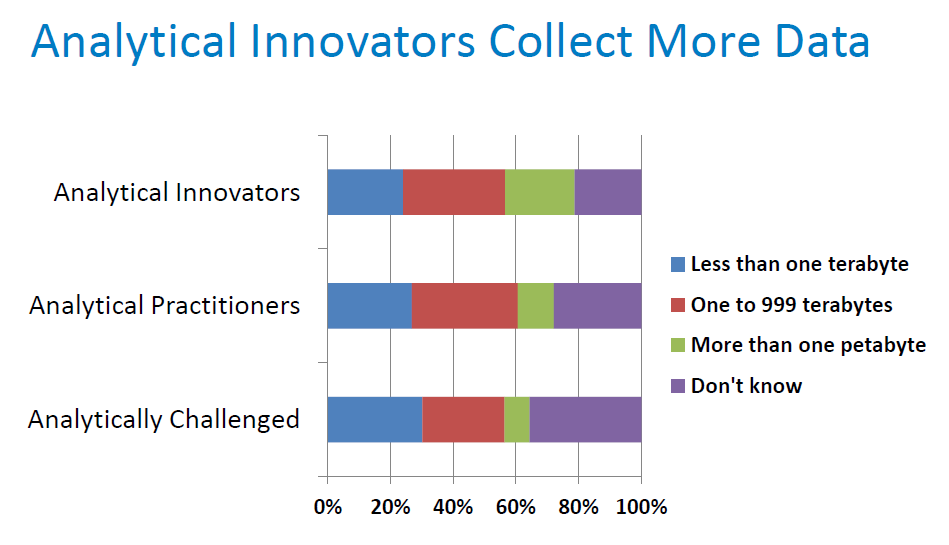 Analytical Innovators Collect More Data
Analytical Innovators
Analytical Practitioners
Analytically Challenged
Less than one terabyte
One to 999 terabytes
More than one petabyte
Don't know
0% 20% 40% 60% 80% 100%